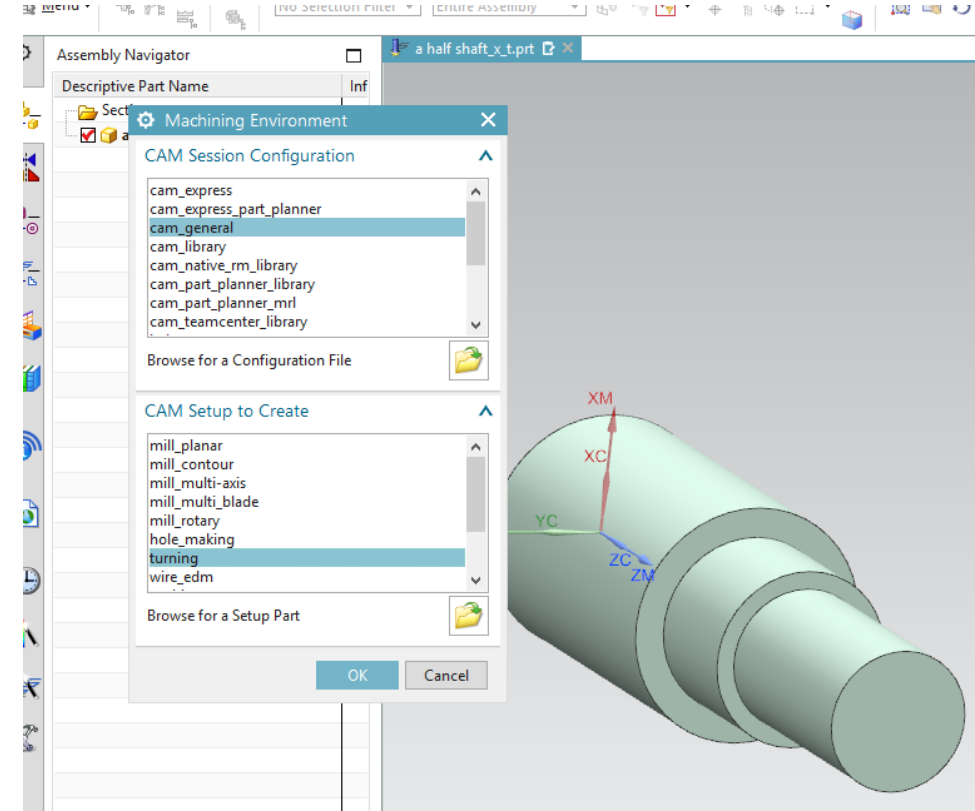 Menu
No Selection Filter
Entire Assembly
Assembly Navigator
a half shaft_x_t.prt
Descriptive Part Name
Inf
Sect
a
Machining Environment
CAM Session Configuration
cam_express
cam_express_part_planner
cam_general
cam_library
cam_native_rm_library
cam_part_planner_library
cam_part_planner_mrl
cam_teamcenter_library
Browse for a Configuration File
CAM Setup to Create
mill_planar
mill_contour
mill_multi-axis
mill_multi_blade
mill_rotary
hole_making
turning
wire_edm
Browse for a Setup Part
OK
Cancel
XM
XC
YC
ZC
ZM